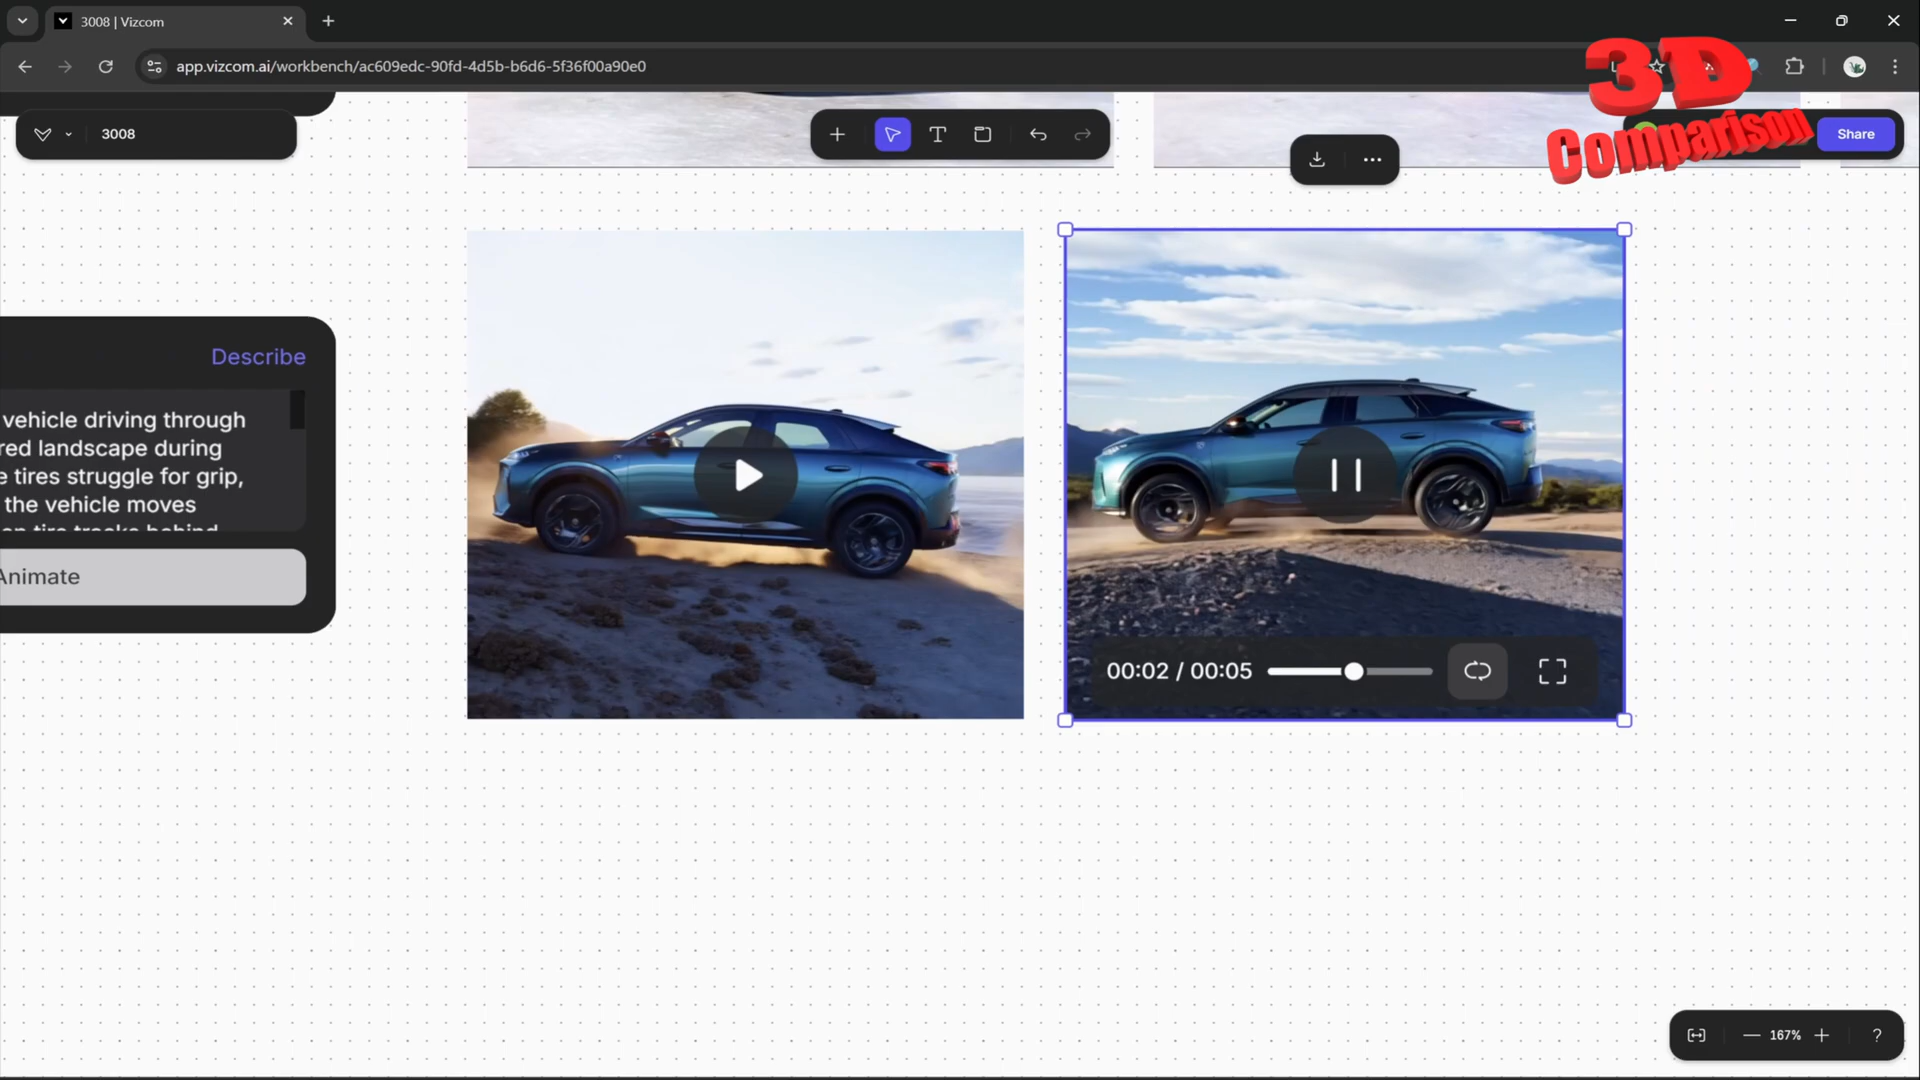 3008 | Vizcom
app.vizcom.ai/workbench/ac609edc-90fd-4d5b-b6d6-5f36f00a90e0
3D
Comparison
3008
Share
Describe
vehicle driving through
red landscape during
tires struggle for grip,
the vehicle moves
Animate
00:02 / 00:05
167%